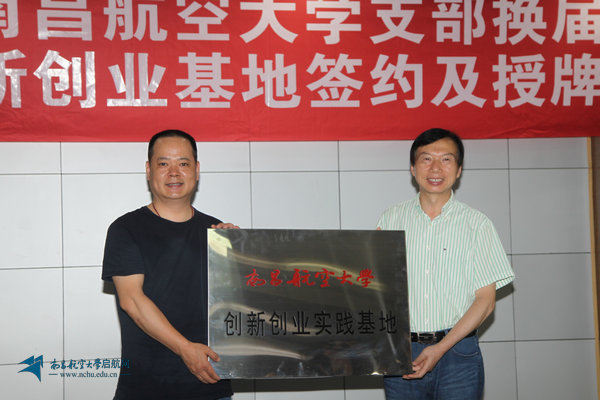 南昌航空大学支部换届
新创业基地签约及授牌
南昌航空大学
创新创业实践基地
南昌航空大学启航网
www.nchu.edu.cn